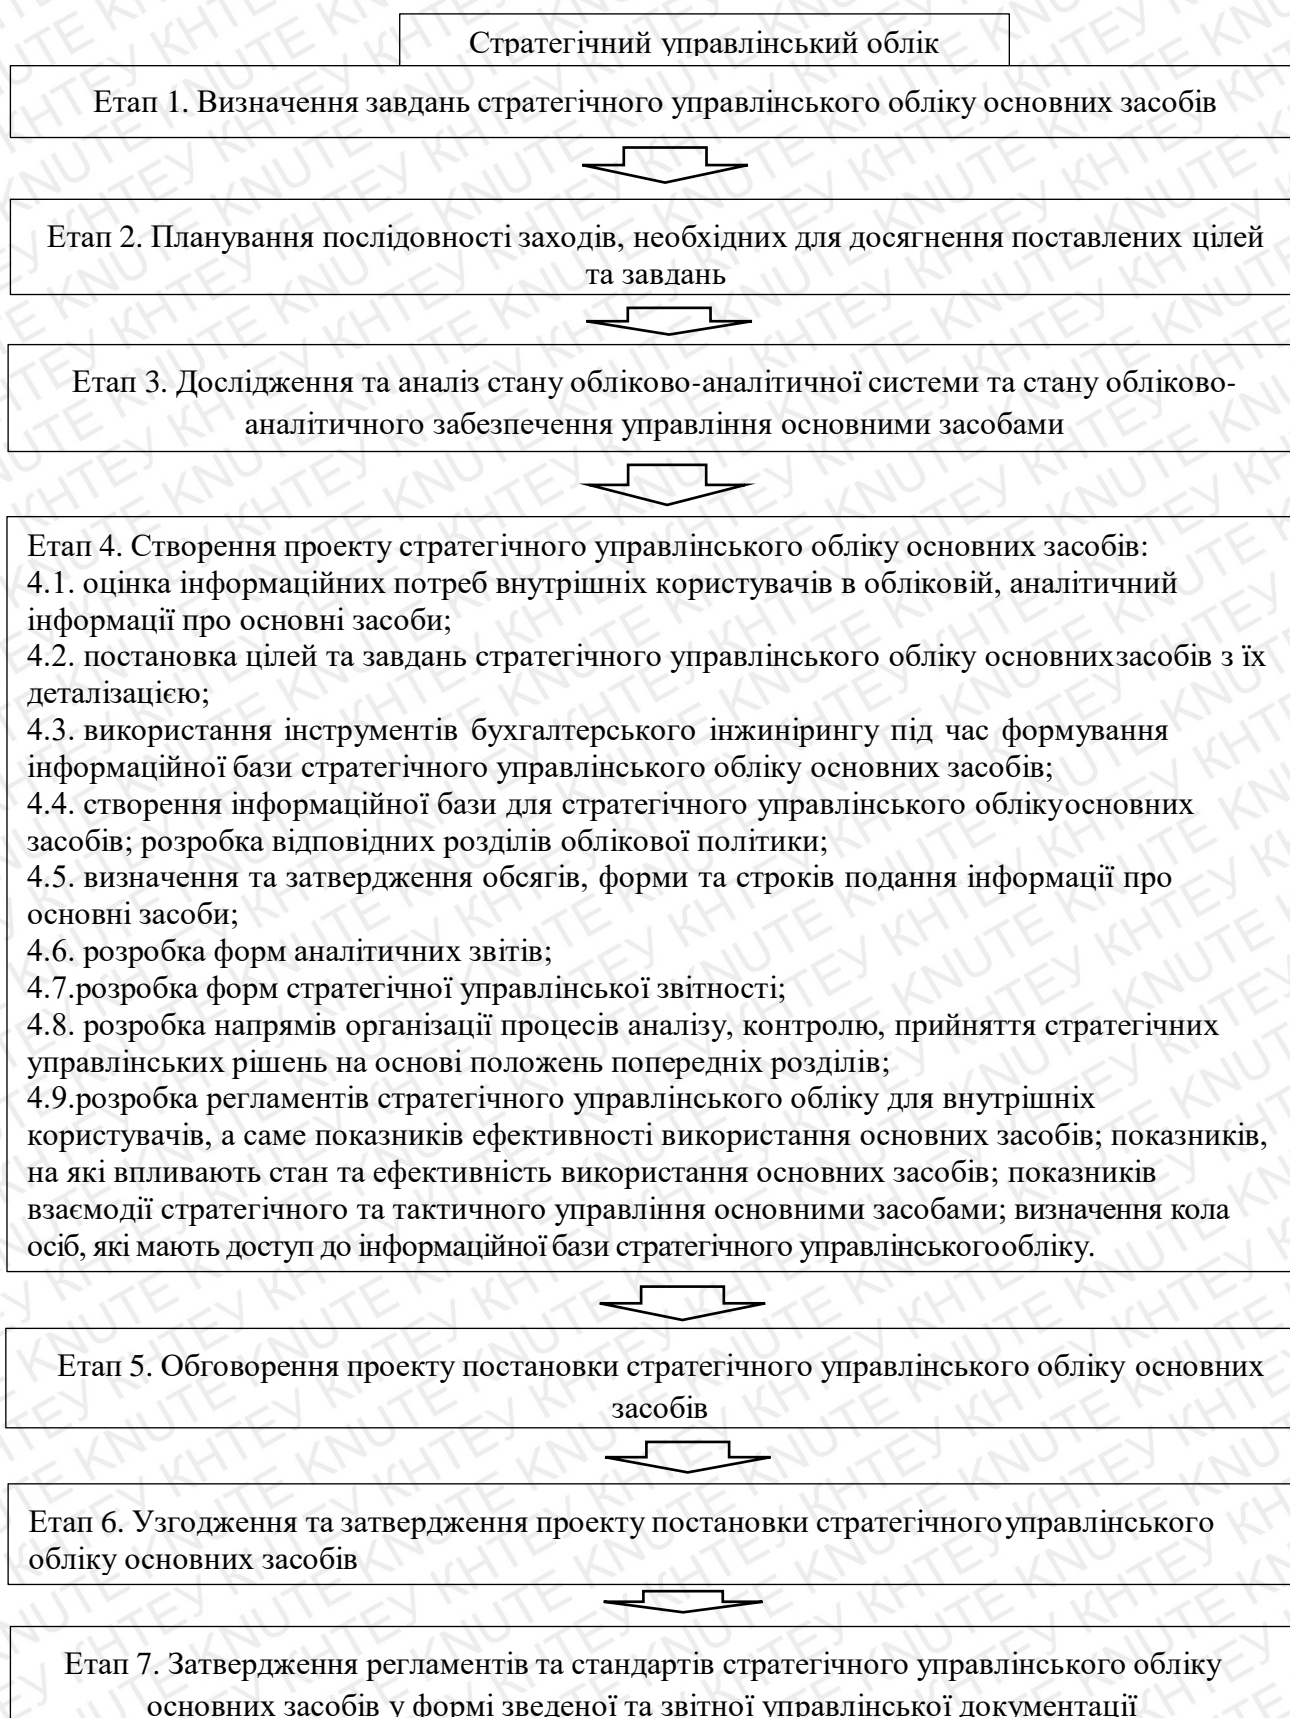 Стратегічний управлінський облік
Етап 1. Визначення завдань стратегічного управлінського обліку основних засобів
Етап 2. Планування послідовності заходів, необхідних для досягнення поставлених цілей
та завдань
Етап 3. Дослідження та аналіз стану обліково-аналітичної системи та стану обліково-
аналітичного забезпечення управління основними засобами
Етап 4. Створення проекту стратегічного управлінського обліку основних засобів:
4.1. оцінка інформаційних потреб внутрішніх користувачів в обліковій, аналітичний
інформації про основні засоби;
4.2. постановка цілей та завдань стратегічного управлінського обліку основнихзасобів з їх
деталізацією;
4.3. використання інструментів бухгалтерського інжинірингу під час формування
інформаційної бази стратегічного управлінського обліку основних засобів;
4.4. створення інформаційної бази для стратегічного управлінського облікуосновних
засобів; розробка відповідних розділів облікової політики;
4.5. визначення та затвердження обсягів, форми та строків подання інформації про
основні засоби;
4.6. розробка форм аналітичних звітів;
4.7.розробка форм стратегічної управлінської звітності;
4.8. розробка напрямів організації процесів аналізу, контролю, прийняття стратегічних
управлінських рішень на основі положень попередніх розділів;
4.9.розробка регламентів стратегічного управлінського обліку для внутрішніх
користувачів, а саме показників ефективності використання основних засобів; показників,
на які впливають стан та ефективність використання основних засобів; показників
взаємодії стратегічного та тактичного управління основними засобами; визначення кола
осіб, які мають доступ до інформаційної бази стратегічного управлінськогообліку.
Етап 5. Обговорення проекту постановки стратегічного управлінського обліку основних
засобів
Етап 6. Узгодження та затвердження проекту постановки стратегічногоуправлінського
обліку основних засобів
Етап 7. Затвердження регламентів та стандартів стратегічного управлінського обліку
основних засобів у формі зведеної та звітної управлінської документації